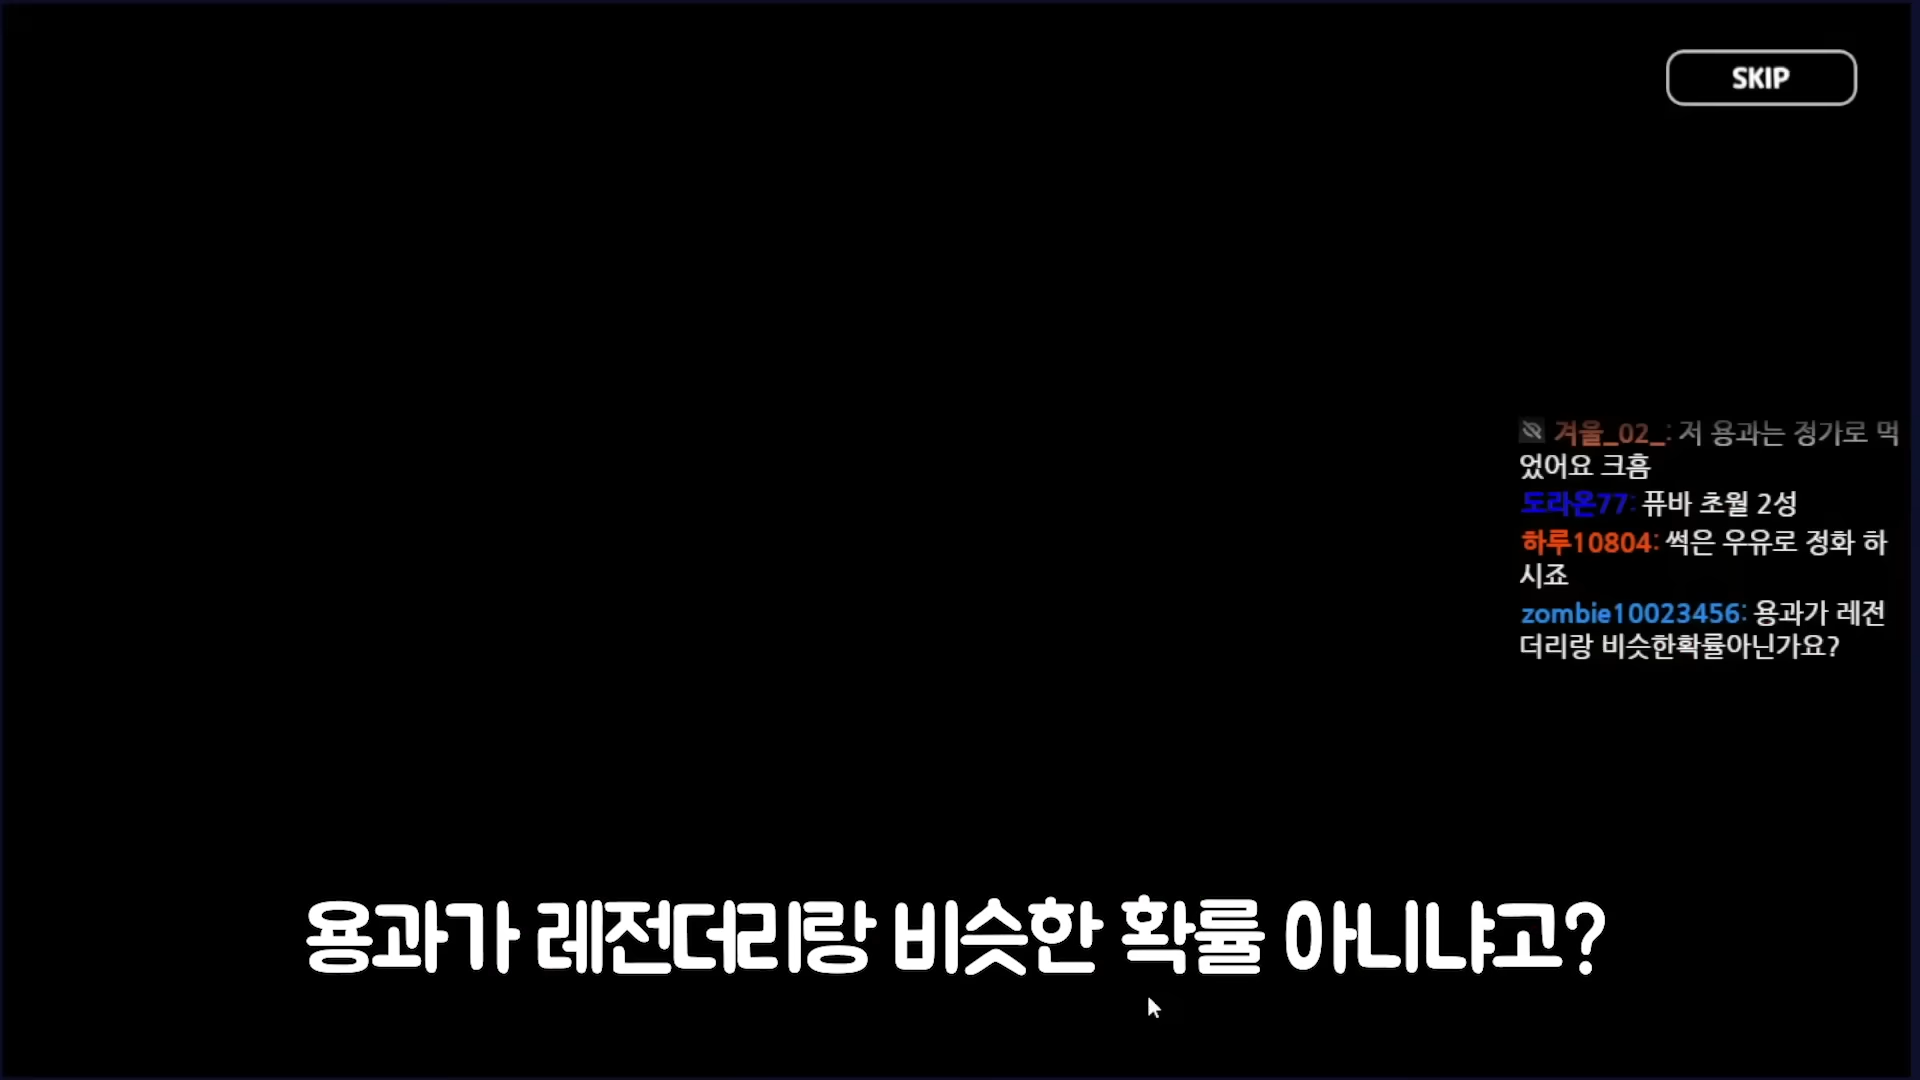 SKIP
겨울_02_: 저 용과는 정가로 먹
었어요 크흠
도라온77: 퓨바 초월 2성
하루10804: 썩은 우유로 정화 하
시죠
zombie10023456: 용과가 레전
더리랑 비슷한확률아닌가요?
용과가 레전더리랑 비슷한 확률 아니냐고?